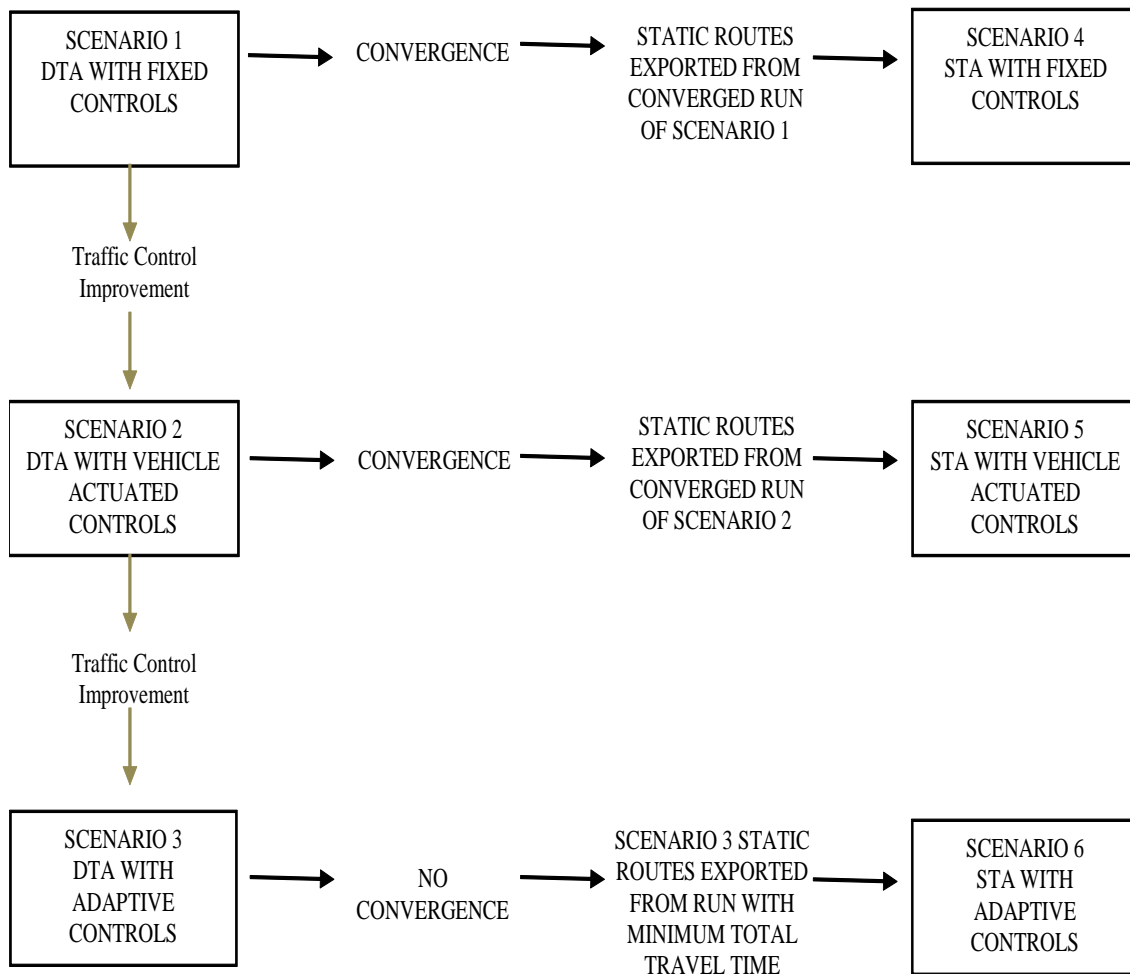 SCENARIO 1
DTA WITH FIXED
CONTROLS
CONVERGENCE
STATIC ROUTES
EXPORTED FROM
CONVERGED RUN
OF SCENARIO 1
SCENARIO 4
STA WITH FIXED
CONTROLS
Traffic Control
Improvement
SCENARIO 2
DTA WITH VEHICLE
ACTUATED
CONTROLS
CONVERGENCE
STATIC ROUTES
EXPORTED FROM
CONVERGED RUN
OF SCENARIO 2
SCENARIO 5
STA WITH VEHICLE
ACTUATED
CONTROLS
Traffic Control
Improvement
SCENARIO 3
DTA WITH
ADAPTIVE
CONTROLS
NO
CONVERGENCE
SCENARIO 3 STATIC
ROUTES EXPORTED
FROM RUN WITH
MINIMUM TOTAL
TRAVEL TIME
SCENARIO 6
STA WITH
ADAPTIVE
CONTROLS